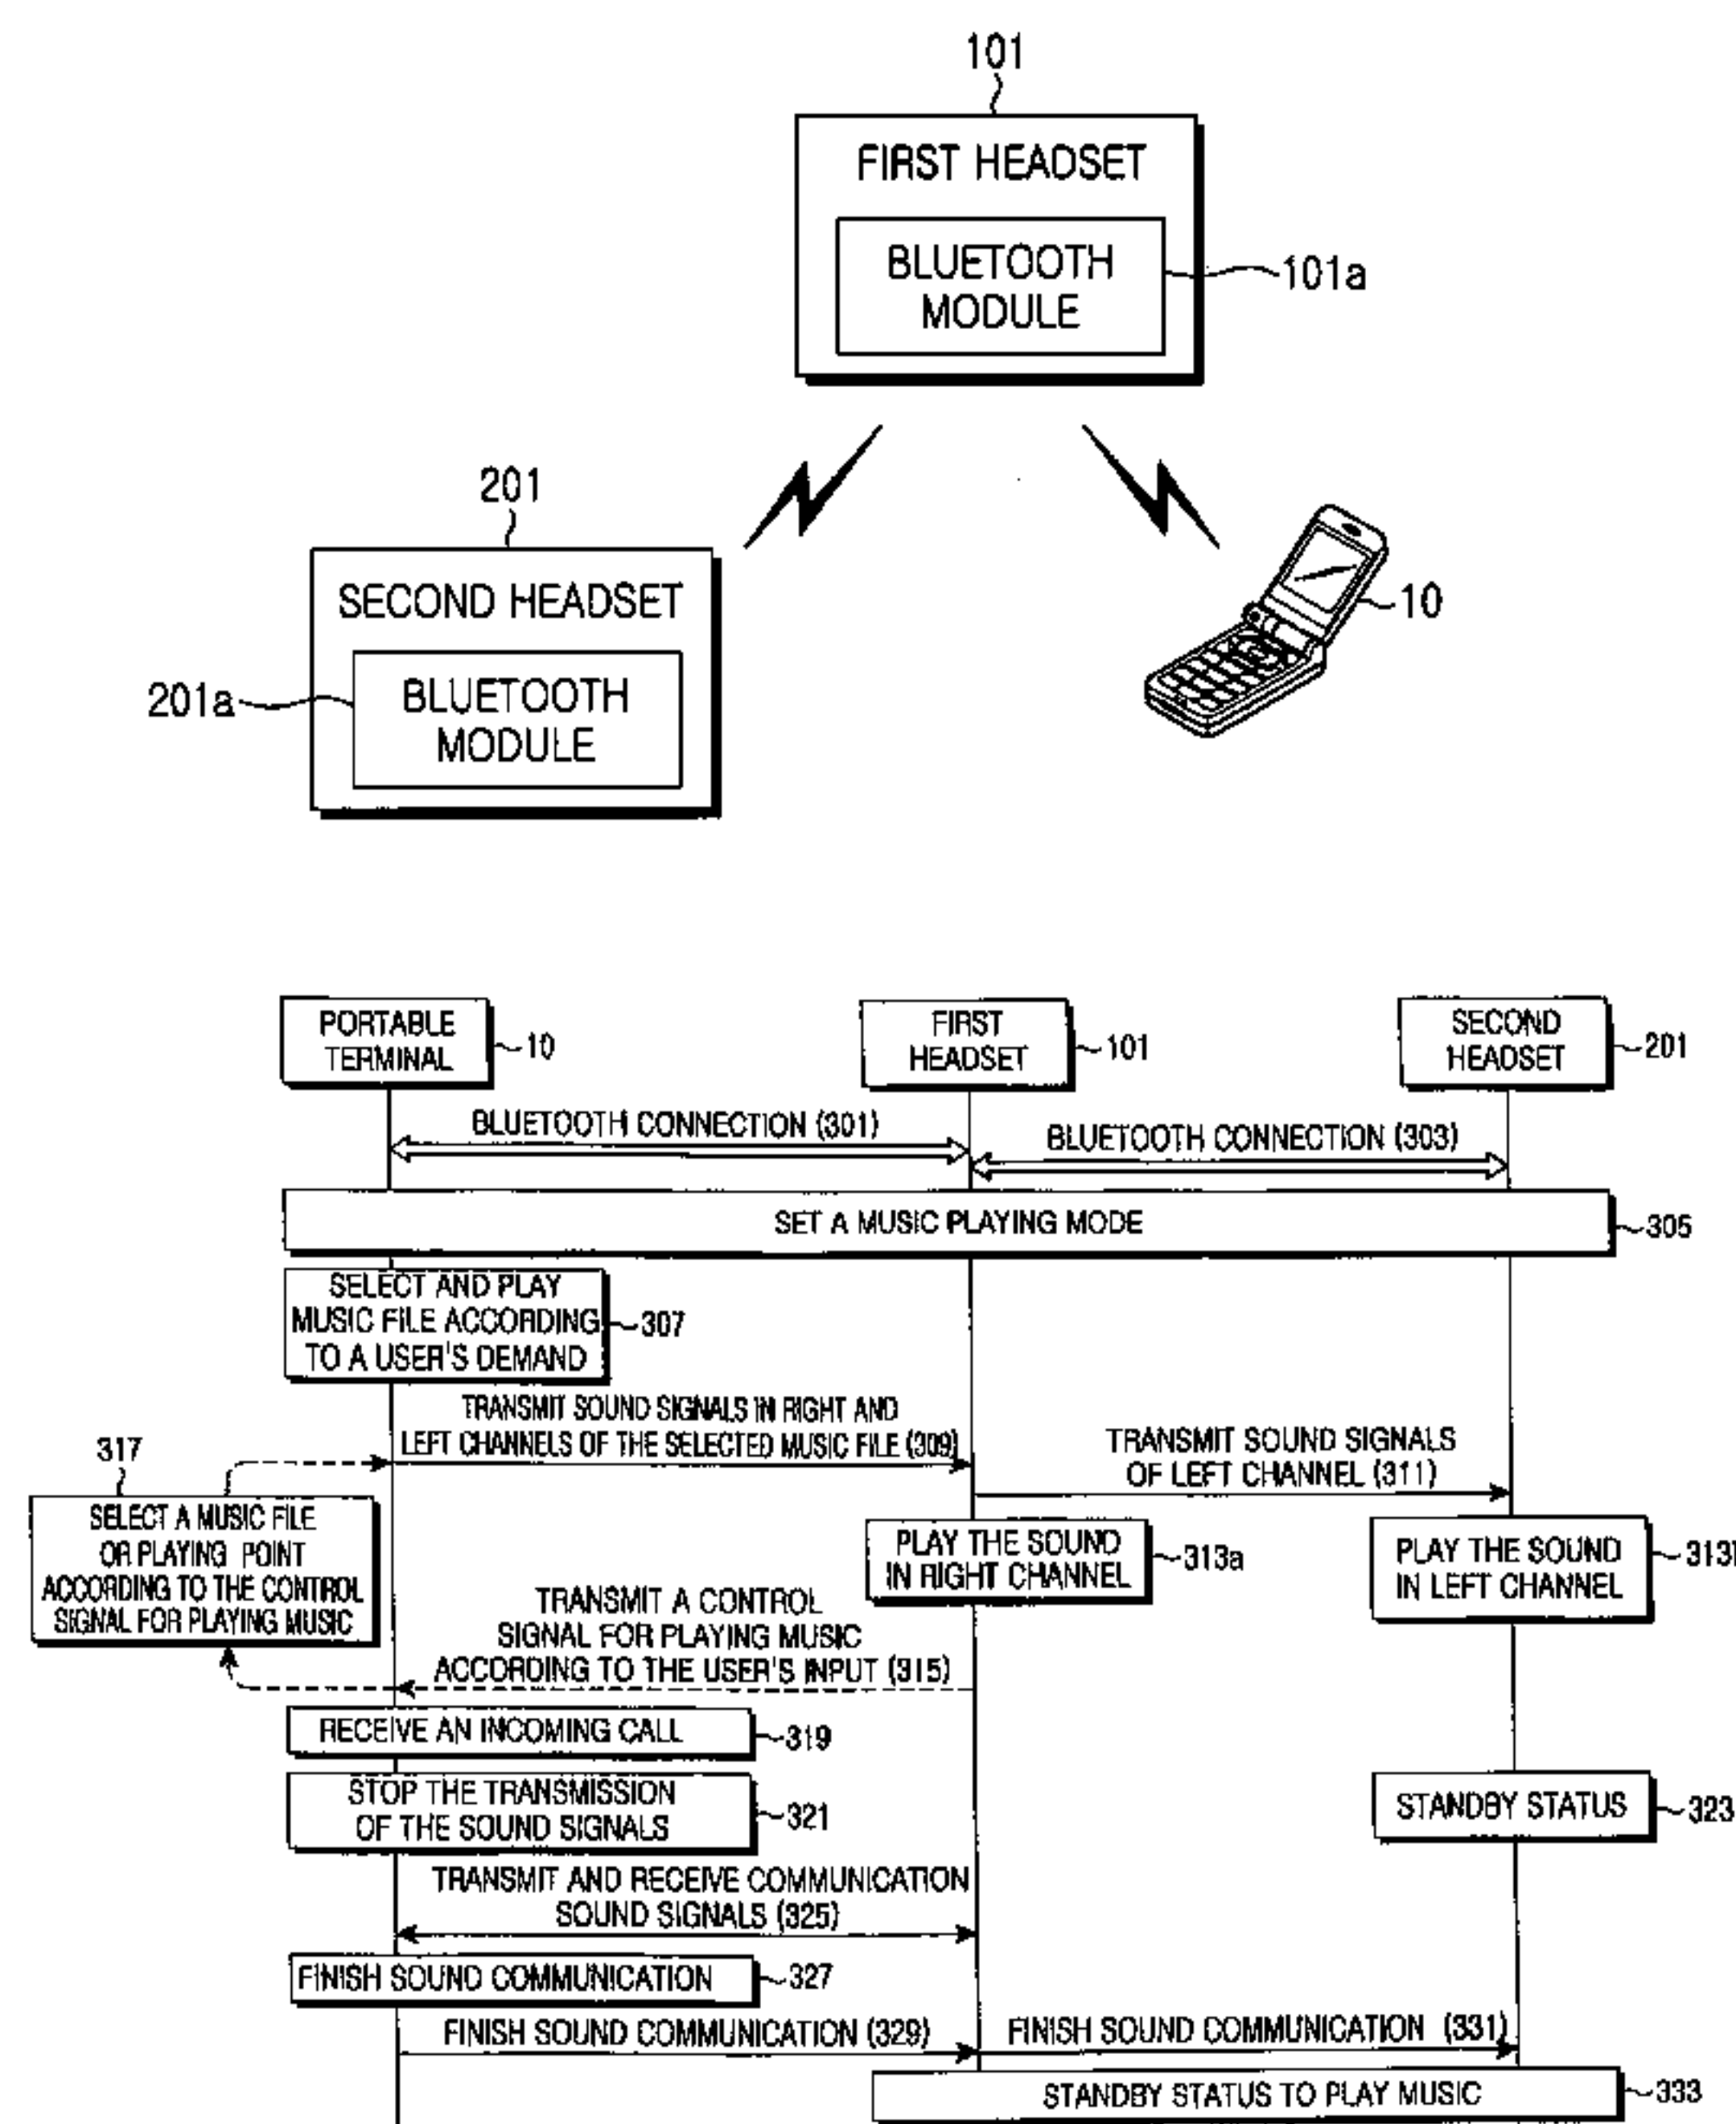 101
FIRST HEADSET
BLUETOOTH
MODULE
101a
201
SECOND HEADSET
201a
BLUETOOTH
MODULE
10
PORTABLE
TERMINAL
10
FIRST
HEADSET
101
SECOND
HEADSET
201
BLUETOOTH CONNECTION (301)
BLUETOOTH CONNECTION (303)
SET A MUSIC PLAYING MODE
305
SELECT AND PLAY
MUSIC FILE ACCORDING
TO A USER'S DEMAND
307
TRANSMIT SOUND SIGNALS IN RIGHT AND
LEFT CHANNELS OF THE SELECTED MUSIC FILE (309)
TRANSMIT SOUND SIGNALS
OF LEFT CHANNEL (311)
317
SELECT A MUSIC FILE
OR PLAYING POINT
ACCORDING TO THE CONTROL
SIGNAL FOR PLAYING MUSIC
PLAY THE SOUND
IN RIGHT CHANNEL
313a
PLAY THE SOUND
IN LEFT CHANNEL
TRANSMIT A CONTROL
SIGNAL FOR PLAYING MUSIC
ACCORDING TO THE USER'S INPUT (315)
RECEIVE AN INCOMING CALL
319
STOP THE TRANSMISSION
OF THE SOUND SIGNALS
321
STANDBY STATUS
323
TRANSMIT AND RECEIVE COMMUNICATION
SOUND SIGNALS (325)
FINISH SOUND COMMUNICATION
327
FINISH SOUND COMMUNICATION (329)
FINISH SOUND COMMUNICATION (331)
STANDBY STATUS TO PLAY MUSIC
333